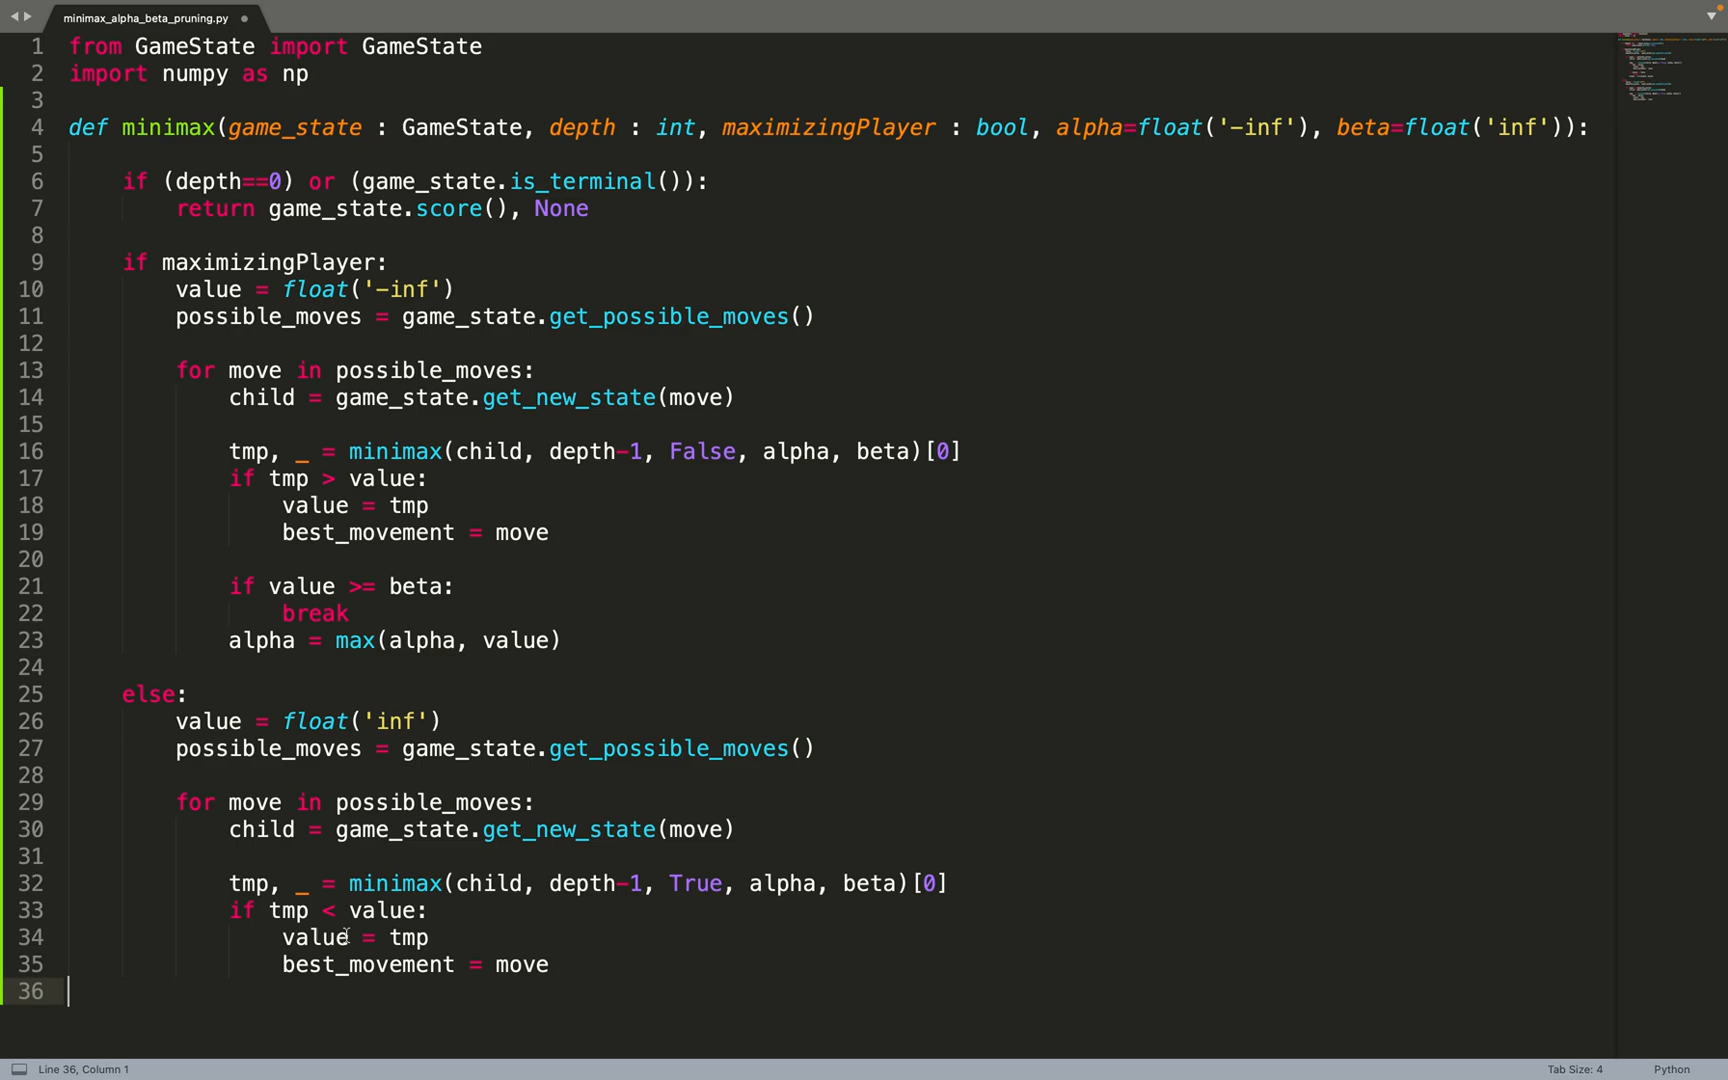 minimax_alpha_beta_pruning.py
1 from GameState import GameState
2 import numpy as np
3
4 def minimax(game_state : GameState, depth : int, maximizingPlayer : bool, alpha=float('-inf'), beta=float('inf')):
5
6 if (depth==0) or (game_state.is_terminal()):
7 return game_state.score(), None
8
9 if maximizingPlayer:
10 value = float('-inf')
11 possible_moves = game_state.get_possible_moves()
12
13 for move in possible_moves:
14 child = game_state.get_new_state(move)
15
16 tmp, _ = minimax(child, depth-1, False, alpha, beta)[0]
17 if tmp > value:
18 value = tmp
19 best_movement = move
20
21 if value >= beta:
22 break
23 alpha = max(alpha, value)
24
25 else:
26 value = float('inf')
27 possible_moves = game_state.get_possible_moves()
28
29 for move in possible_moves:
30 child = game_state.get_new_state(move)
31
32 tmp, _ = minimax(child, depth-1, True, alpha, beta)[0]
33 if tmp < value:
34 value = tmp
35 best_movement = move
36
Line 36, Column 1 Tab Size: 4 Python